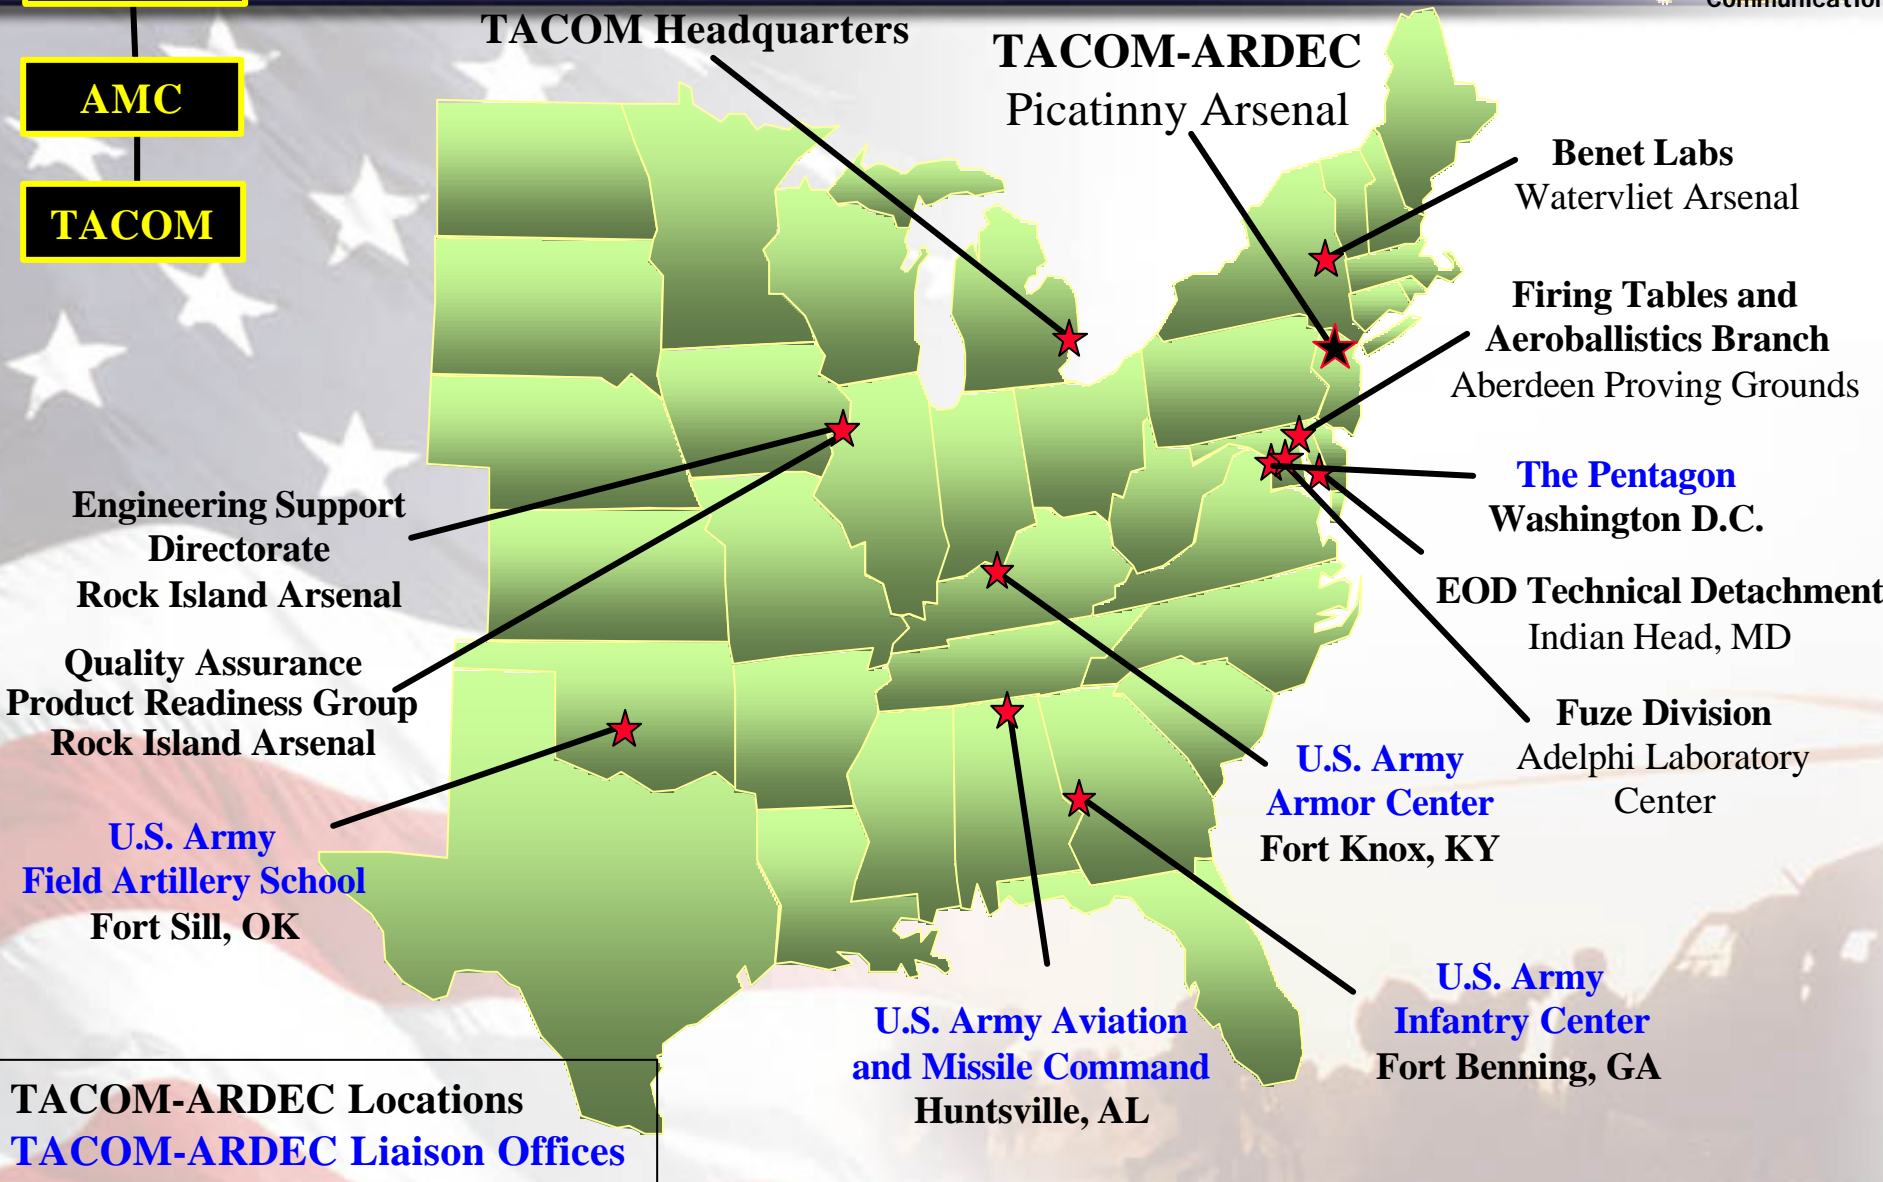 Communication
AMC
TACOM
TACOM Headquarters
TACOM-ARDEC
Picatinny Arsenal
Benet Labs
Watervliet Arsenal
Firing Tables and
Aeroballistics Branch
Aberdeen Proving Grounds
The Pentagon
Washington D.C.
EOD Technical Detachment
Indian Head, MD
Fuze Division
Adelphi Laboratory
Center
Engineering Support
Directorate
Rock Island Arsenal
Quality Assurance
Product Readiness Group
Rock Island Arsenal
U.S. Army
Field Artillery School
Fort Sill, OK
U.S. Army
Armor Center
Fort Knox, KY
U.S. Army Aviation
and Missile Command
Huntsville, AL
U.S. Army
Infantry Center
Fort Benning, GA
TACOM-ARDEC Locations
TACOM-ARDEC Liaison Offices